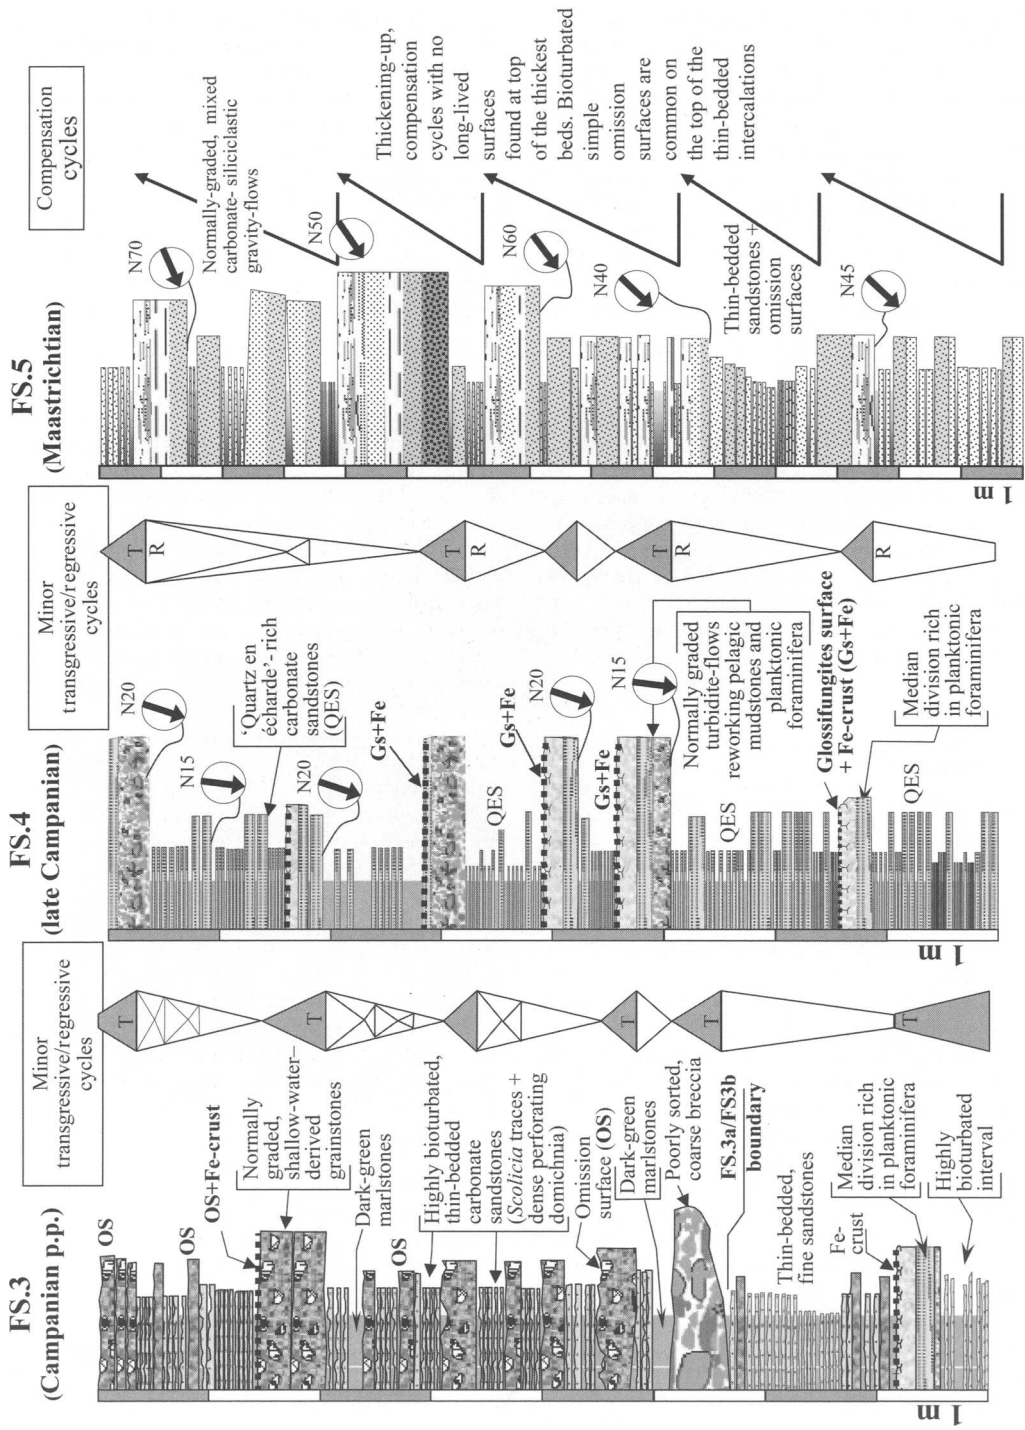 FS.3
(Campanian p.p.)
Minor
transgressive/regressive
cycles
OS
OS
OS+Fe-crust
Normally
graded,
shallow-water–
derived
grainstones
Dark-green
marlstones
OS
Highly bioturbated,
thin-bedded
carbonate
sandstones
(Scolicia traces +
dense perforating
domichnia)
Omission
surface (OS)
Dark-green
marlstones
Poorly sorted,
coarse breccia
FS.3a/FS3b
boundary
Thin-bedded,
fine sandstones
Fe-
crust
Median
division rich
in planktonic
foraminifera
Highly
bioturbated
interval
T
T
T
T
T
1 m
FS.4
(late Campanian)
Minor
transgressive/regressive
cycles
N20
N15
'Quartz en
écharde'- rich
carbonate
sandstones
(QES)
N20
Gs+Fe
QES
Gs+Fe
N20
Gs+Fe
N15
Normally graded
turbidite-flows
reworking pelagic
mudstones and
planktonic
foraminifera
QES
Glossifungites surface
+ Fe-crust (Gs+Fe)
Median
division rich
in planktonic
foraminifera
QES
T
R
T
R
T
R
T
R
1 m
FS.5
(Maastrichtian)
Compensation
cycles
N70
Normally-graded, mixed
carbonate- siliciclastic
gravity-flows
N50
Thickening-up,
compensation
cycles with no
long-lived
surfaces
found at top
of the thickest
beds. Bioturbated
simple
omission
surfaces are
common on
the top of the
thin-bedded
intercalations
N60
N40
Thin-bedded
sandstones +
omission
surfaces
N45
1 m